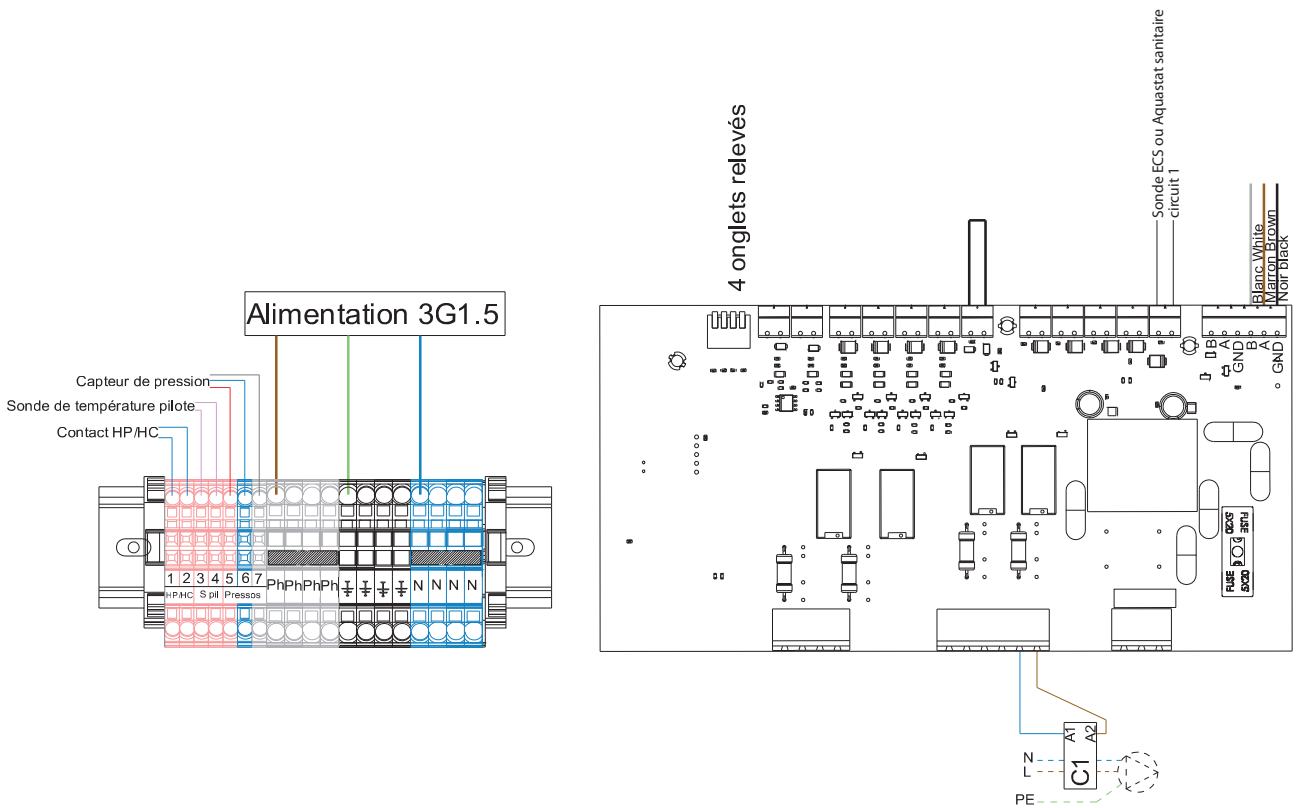 Alimentation 3G1.5
Capteur de pression
Sonde de température pilote
Contact HP/HC
1 2 3 4 5 6 7 Ph Ph Ph Ph N N N N
HP/HC S pil Pressos
4 onglets relevés
Sonde ECS ou Aquastat sanitaire
circuit 1
Blanc White
Marron Brown
Noir black
B A GND B A GND
FUSE 5X20
FUSE 5X20
A1 A2
C1
N
L
PE